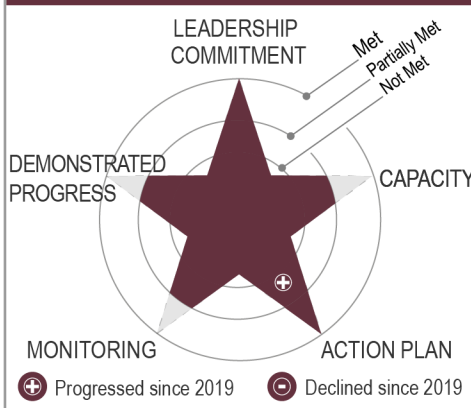 LEADERSHIP
COMMITMENT
Met
Partially Met
Not Met
DEMONSTRATED
PROGRESS
CAPACITY
MONITORING
ACTION PLAN
Progressed since 2019
Declined since 2019